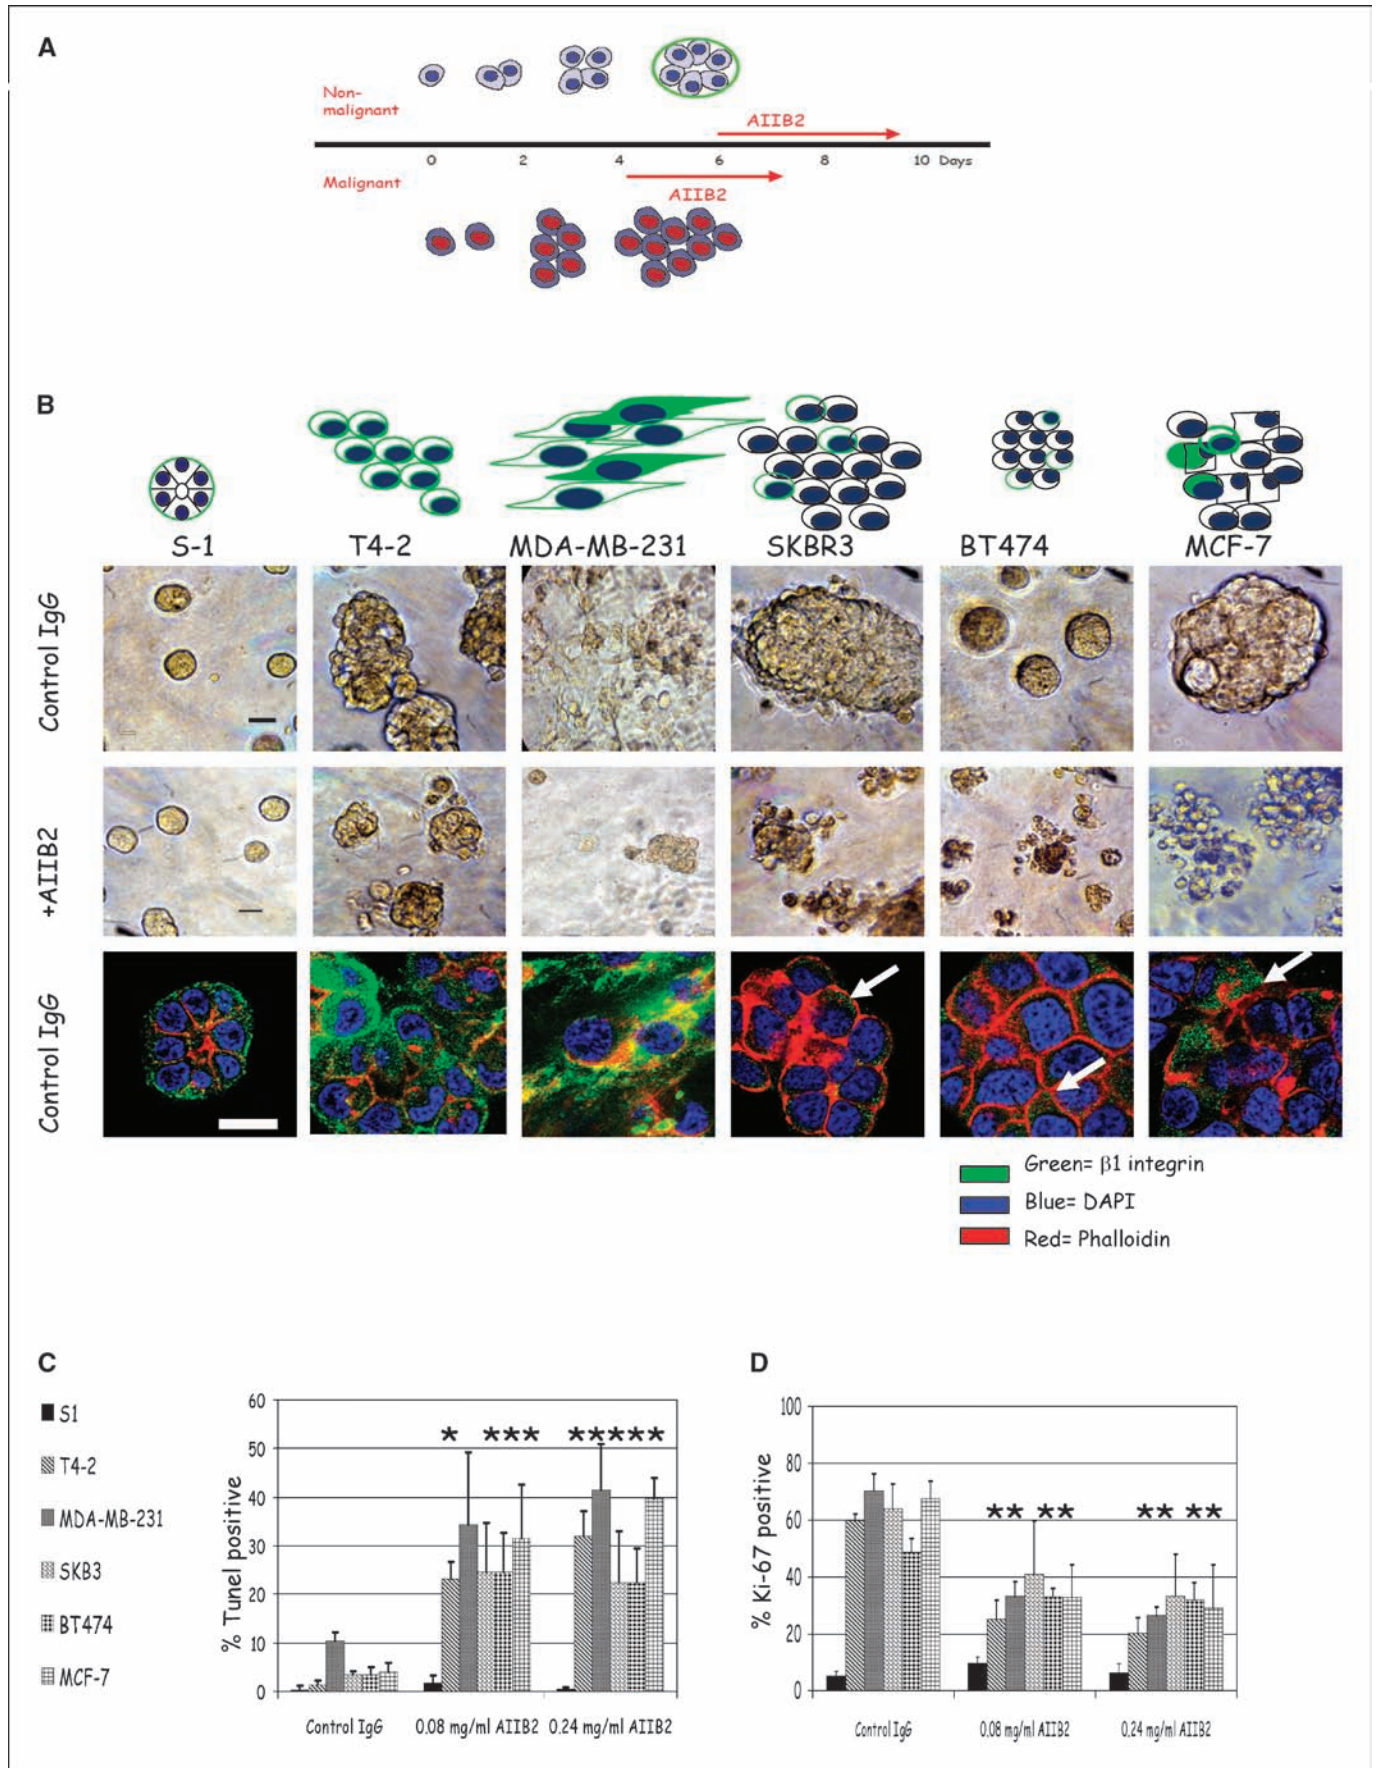 A
Non-
malignant
AIIB2
0 2 4 6 8 10 Days
Malignant
AIIB2
B
S-1 T4-2 MDA-MB-231 SKBR3 BT474 MCF-7
Control IgG
+AIIB2
Control IgG
Green= β1 integrin
Blue= DAPI
Red= Phalloidin
C
S1
T4-2
MDA-MB-231
SKB3
BT474
MCF-7
% Tunel positive
60
50
40
30
20
10
0
* *** *****
Control IgG 0.08 mg/ml AIIB2 0.24 mg/ml AIIB2
D
% Ki-67 positive
100
80
60
40
20
0
** ** ** **
Control IgG 0.08 mg/ml AIIB2 0.24 mg/ml AIIB2